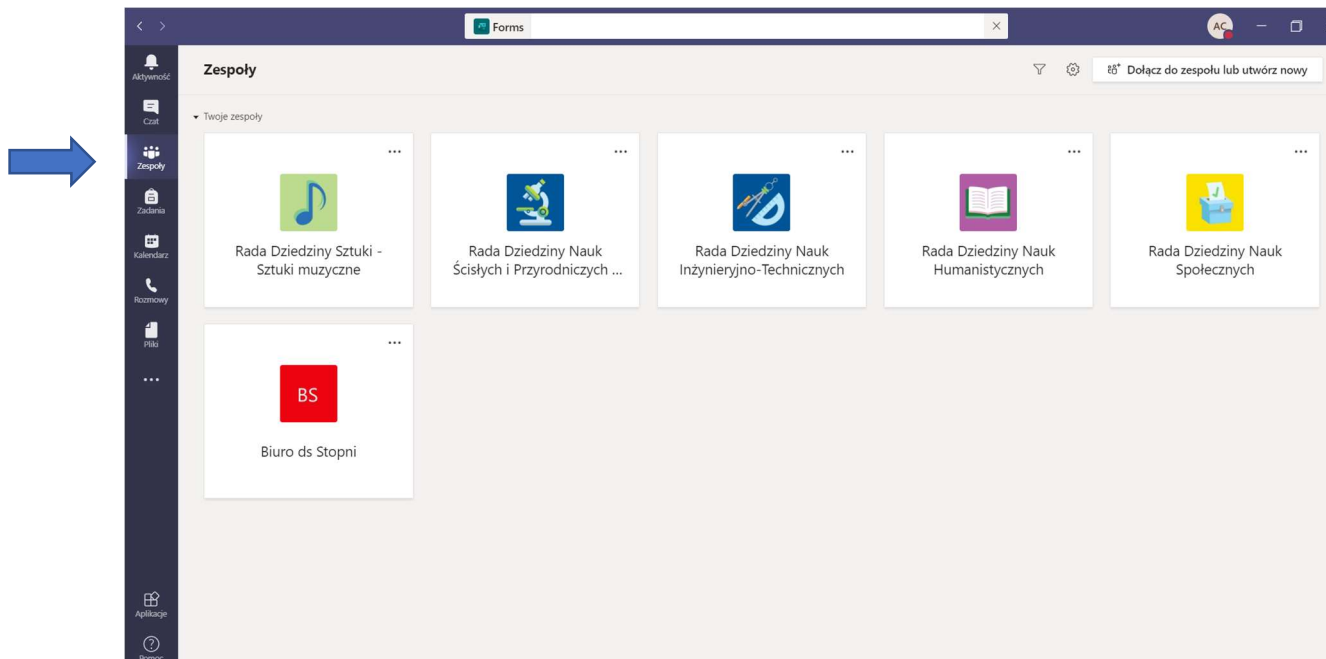 Forms
AC
Aktywność
Czat
Zespoły
Zadania
Kalendarz
Rozmowy
Pliki
Aplikacje
Pomoc
Zespoły
Dołącz do zespołu lub utwórz nowy
Twoje zespoły
Rada Dziedziny Sztuki -
Sztuki muzyczne
Rada Dziedziny Nauk
Ścisłych i Przyrodniczych ...
Rada Dziedziny Nauk
Inżynieryjno-Technicznych
Rada Dziedziny Nauk
Humanistycznych
Rada Dziedziny Nauk
Społecznych
BS
Biuro ds Stopni